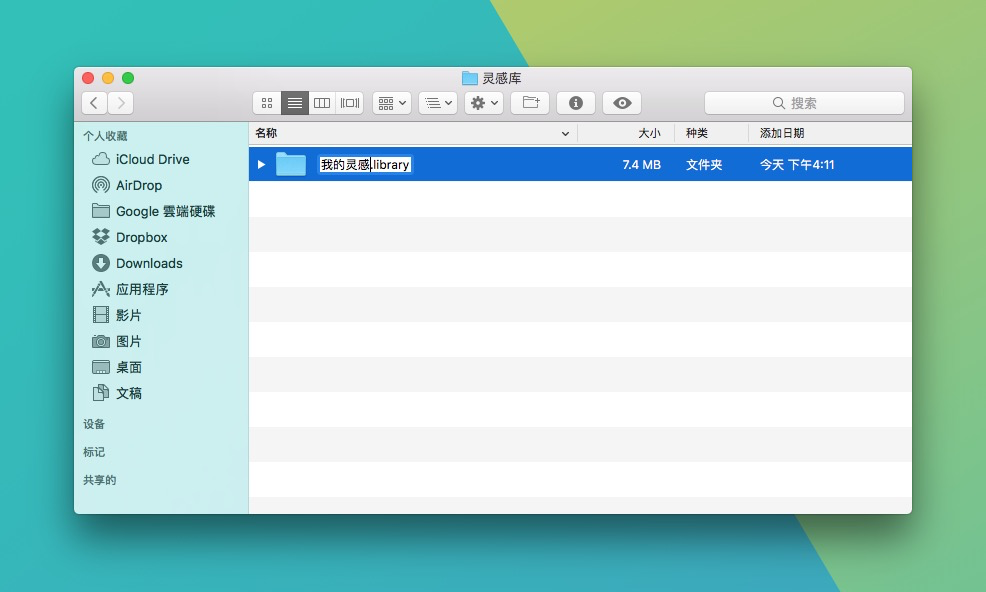 灵感库
搜索
个人收藏
iCloud Drive
AirDrop
Google 雲端硬碟
Dropbox
Downloads
应用程序
影片
图片
桌面
文稿
设备
标记
共享的
名称 大小 种类 添加日期
我的灵感.library 7.4 MB 文件夹 今天 下午4:11